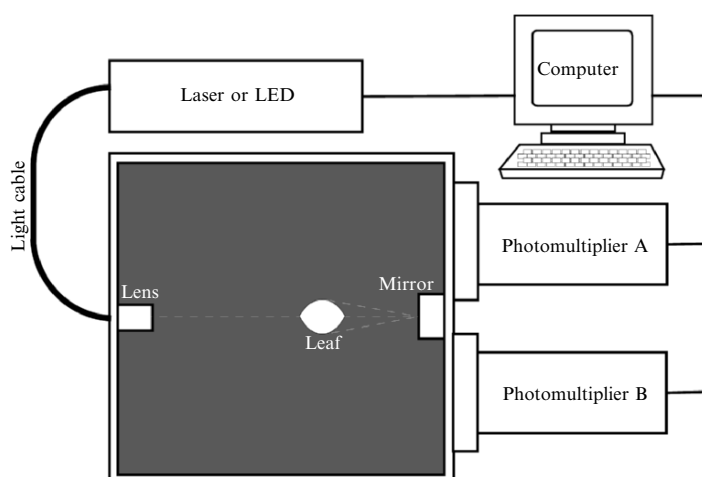 Computer
Laser or LED
Light cable
Photomultiplier A
Mirror
Lens
Leaf
Photomultiplier B